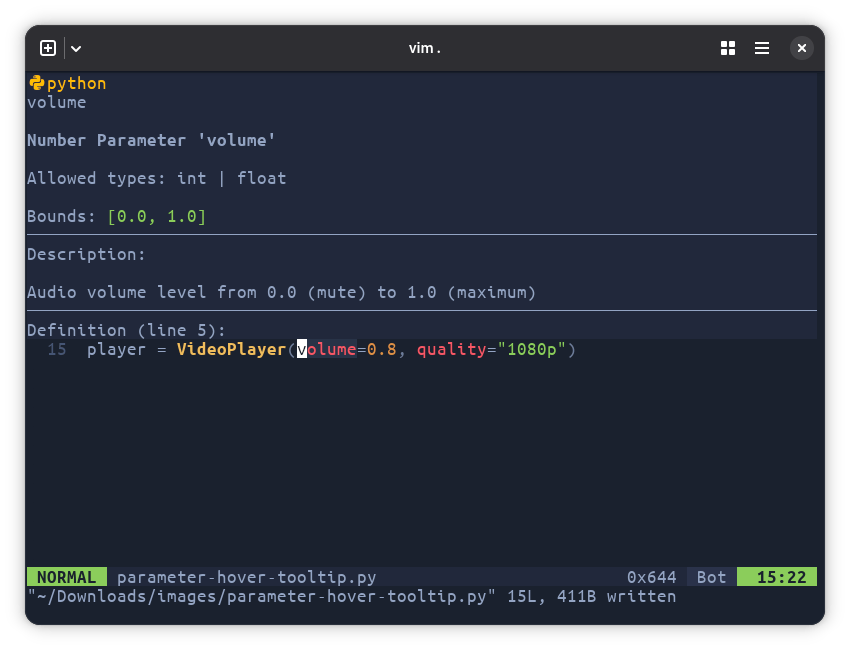 vim .
python
volume
Number Parameter 'volume'
Allowed types: int | float
Bounds: [0.0, 1.0]
Description:
Audio volume level from 0.0 (mute) to 1.0 (maximum)
Definition (line 5):
15 player = VideoPlayer(volume=0.8, quality="1080p")
NORMAL parameter-hover-tooltip.py 0x644 Bot 15:22
"~/Downloads/images/parameter-hover-tooltip.py" 15L, 411B written